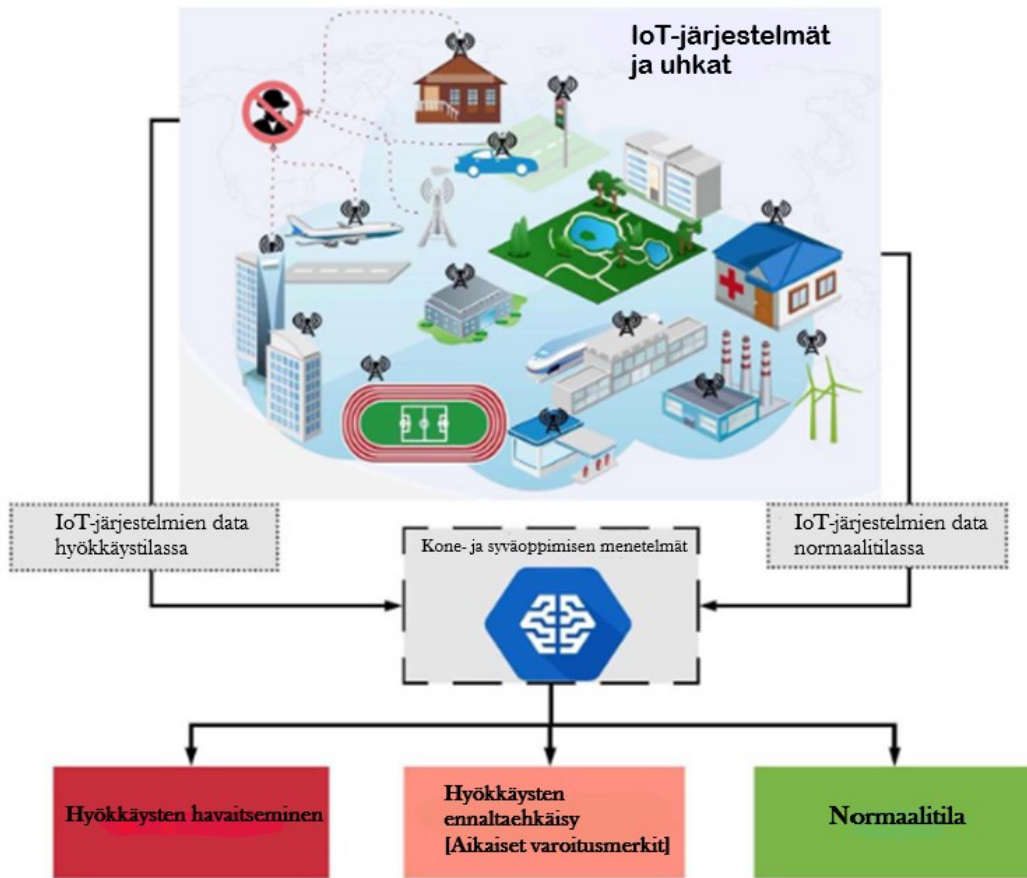 IoT-järjestelmät
ja uhkat
IoT-järjestelmien data
hyökkäystilassa
Kone- ja syväoppimisen menetelmät
IoT-järjestelmien data
normaalitilassa
Hyökkäysten havaitseminen
Hyökkäysten
ennaltaehkäisy
[Aikaiset varoitusmerkit]
Normaalitila